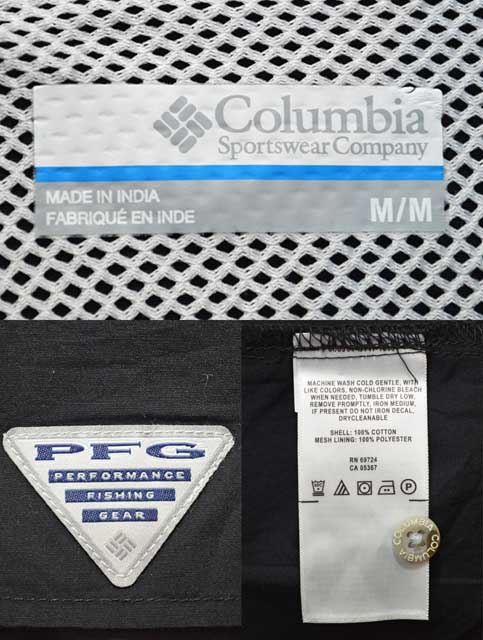 Columbia
Sportswear Company
MADE IN INDIA
FABRIQUÉ EN INDE
M/M
PFG
PERFORMANCE
FISHING
GEAR
MACHINE WASH COLD GENTLE, WITH
LIKE COLORS, NON-CHLORINE BLEACH
WHEN NEEDED, TUMBLE DRY LOW,
REMOVE PROMPTLY, IRON MEDIUM,
IF PRESENT DO NOT IRON DECAL,
DRYCLEANABLE
SHELL: 100% COTTON
MESH LINING: 100% POLYESTER
RN 69724
CA 05367
COLUMBIA
COLUMBIA